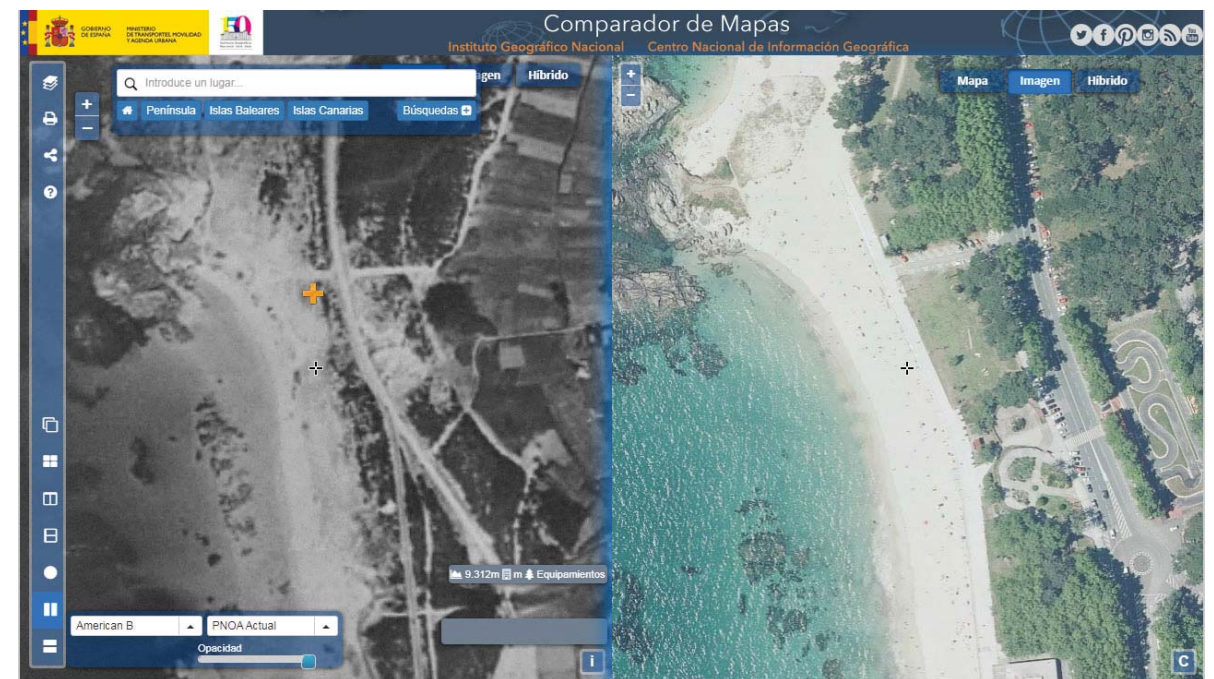 GOBIERNO
DE ESPAÑA
MINISTERIO
DE TRANSPORTES, MOVILIDAD
Y AGENDA URBANA
Comparador de Mapas
Instituto Geográfico Nacional Centro Nacional de Información Geográfica
Introduce un lugar...
agen
Híbrido
Península
Islas Baleares
Islas Canarias
Búsquedas
Mapa
Imagen
Híbrido
9.312m m Equipamientos
American B
PNOA Actual
Opacidad
i
C